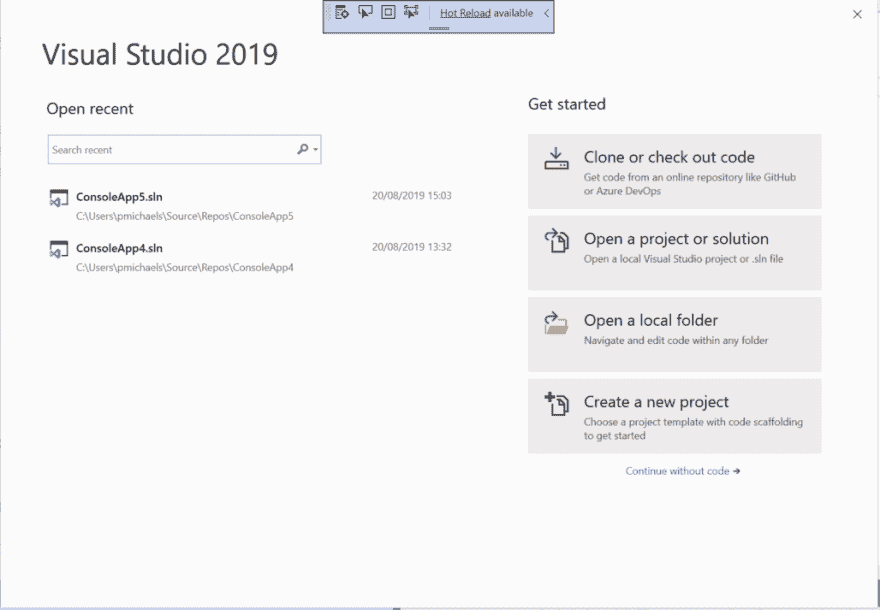 Hot Reload available
Visual Studio 2019
Open recent
Search recent
ConsoleApp5.sln
20/08/2019 15:03
C:\Users\pmichaels\Source\Repos\ConsoleApp5
ConsoleApp4.sln
20/08/2019 13:32
C:\Users\pmichaels\Source\Repos\ConsoleApp4
Get started
Clone or check out code
Get code from an online repository like GitHub
or Azure DevOps
Open a project or solution
Open a local Visual Studio project or .sln file
Open a local folder
Navigate and edit code within any folder
Create a new project
Choose a project template with code scaffolding
to get started
Continue without code →